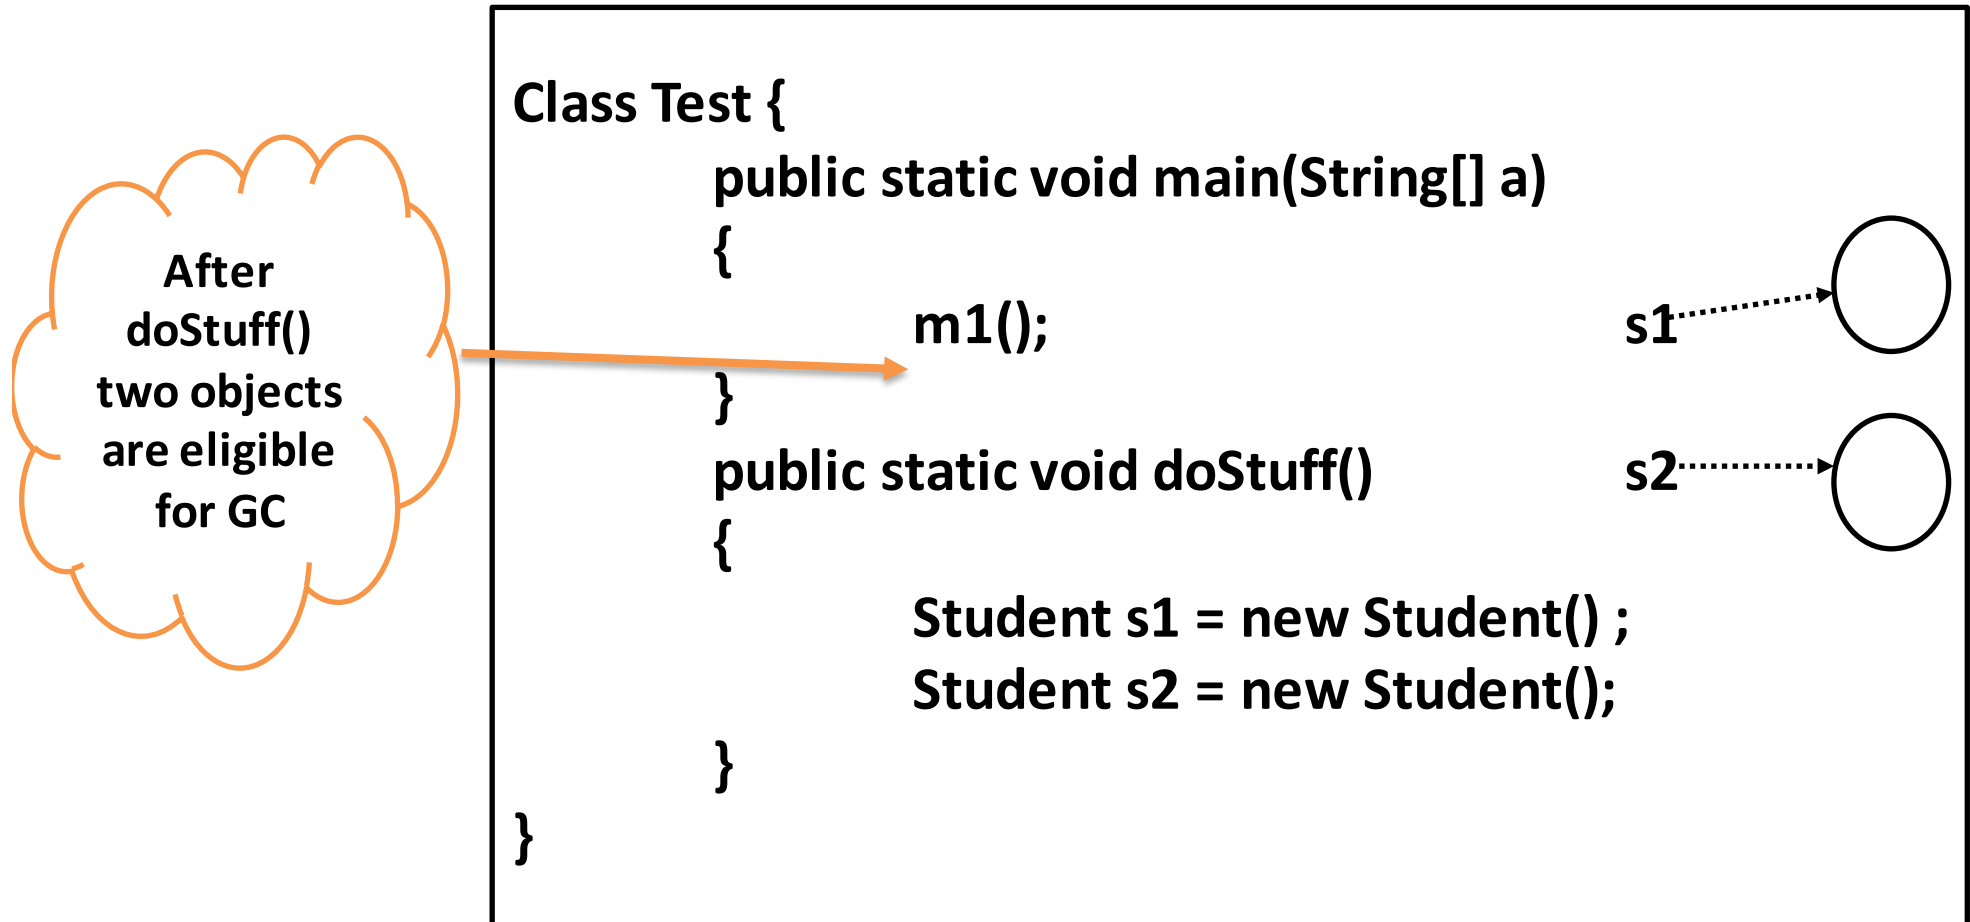 Class Test {
public static void main(String[] a)
{
m1();
}
public static void doStuff()
{
Student s1 = new Student() ;
Student s2 = new Student();
}
}
After
doStuff()
two objects
are eligible
for GC
s1
s2